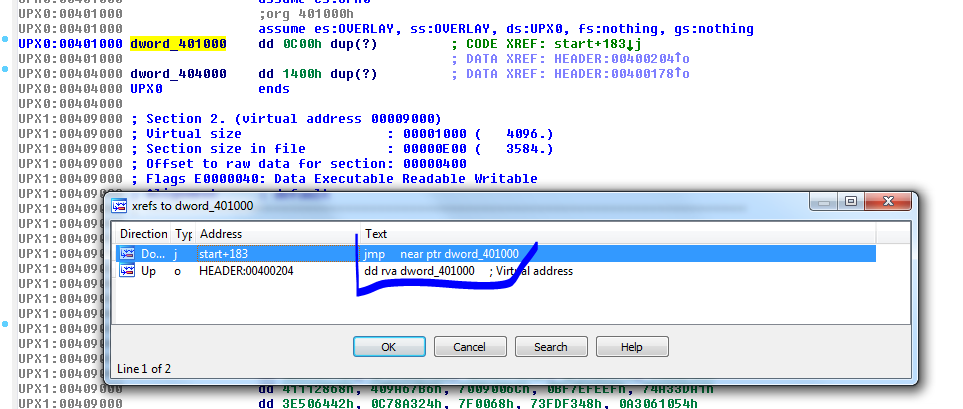 UPX0:00401000 ;org 401000h
UPX0:00401000 assume es:OVERLAY, ss:OVERLAY, ds:UPX0, fs:nothing, gs:nothing
UPX0:00401000 dword_401000 dd 0C00h dup(?) ; CODE XREF: start+183↓j
UPX0:00401000 ; DATA XREF: HEADER:00400204↑o
UPX0:00404000 dword_404000 dd 1400h dup(?) ; DATA XREF: HEADER:00400178↑o
UPX0:00404000 UPX0 ends
UPX0:00404000
UPX1:00409000 ; Section 2. (virtual address 00009000)
UPX1:00409000 ; Virtual size : 00001000 ( 4096.)
UPX1:00409000 ; Section size in file : 00000E00 ( 3584.)
UPX1:00409000 ; Offset to raw data for section: 00000400
UPX1:00409000 ; Flags E0000040: Data Executable Readable Writable
xrefs to dword_401000
Direction Typ Address Text
Do... j start+183 jmp near ptr dword_401000
Up o HEADER:00400204 dd rva dword_401000 ; Virtual address
OK Cancel Search Help
Line 1 of 2
UPX1:00409000 dd 3E506442h, 0C78A324h, 7F0068h, 73FDF348h, 0A3061054h